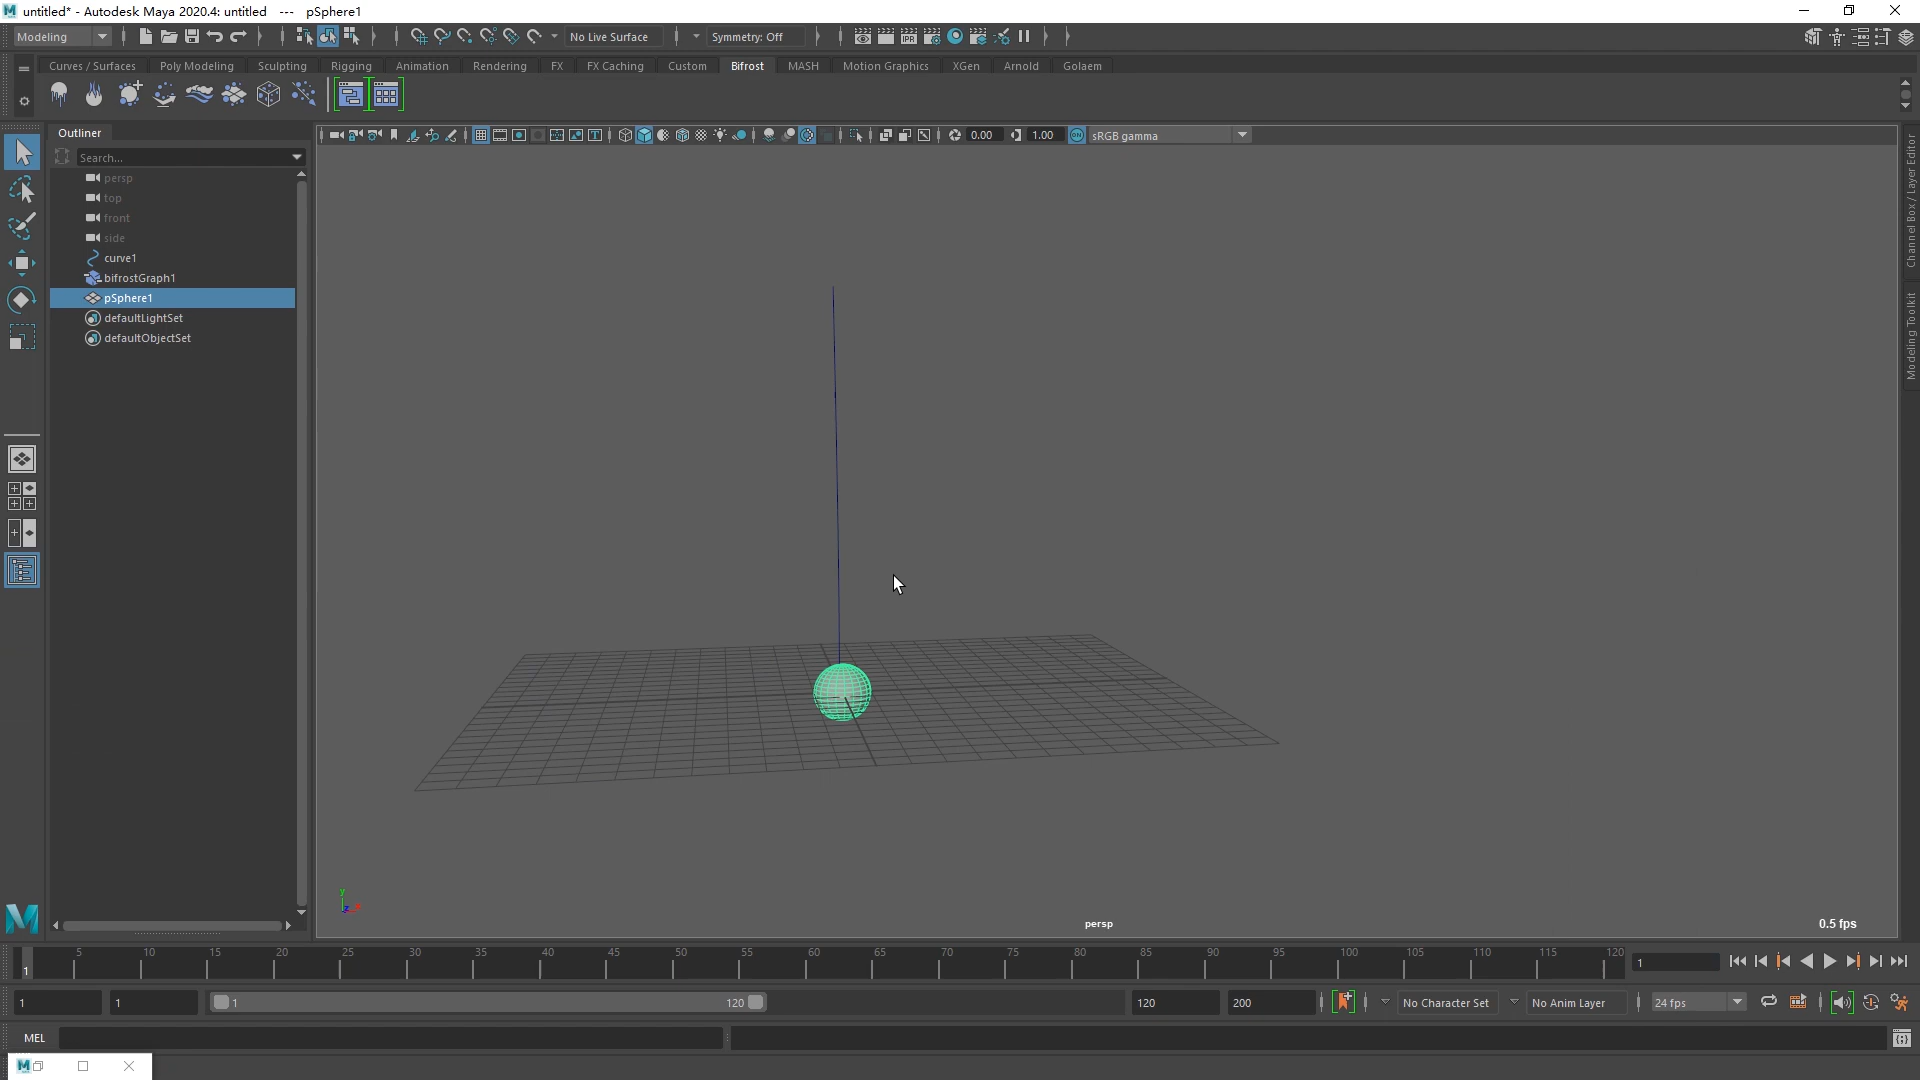 untitled* - Autodesk Maya 2020.4: untitled   ---   pSphere1
Modeling
No Live Surface
Symmetry: Off
IPR
Curves / Surfaces
Poly Modeling
Sculpting
Rigging
Animation
Rendering
FX
FX Caching
Custom
Bifrost
MASH
Motion Graphics
XGen
Arnold
Golaem
Outliner
0.00
1.00
ON
sRGB gamma
Search...
persp
top
front
side
curve1
bifrostGraph1
pSphere1
defaultLightSet
defaultObjectSet
Channel Box / Layer Editor
Modeling Toolkit
y
persp
0.5 fps
1
5
10
15
20
25
30
35
40
45
50
55
60
65
70
75
80
85
90
95
100
105
110
115
120
1
1
1
1
120
120
200
No Character Set
No Anim Layer
24 fps
MEL